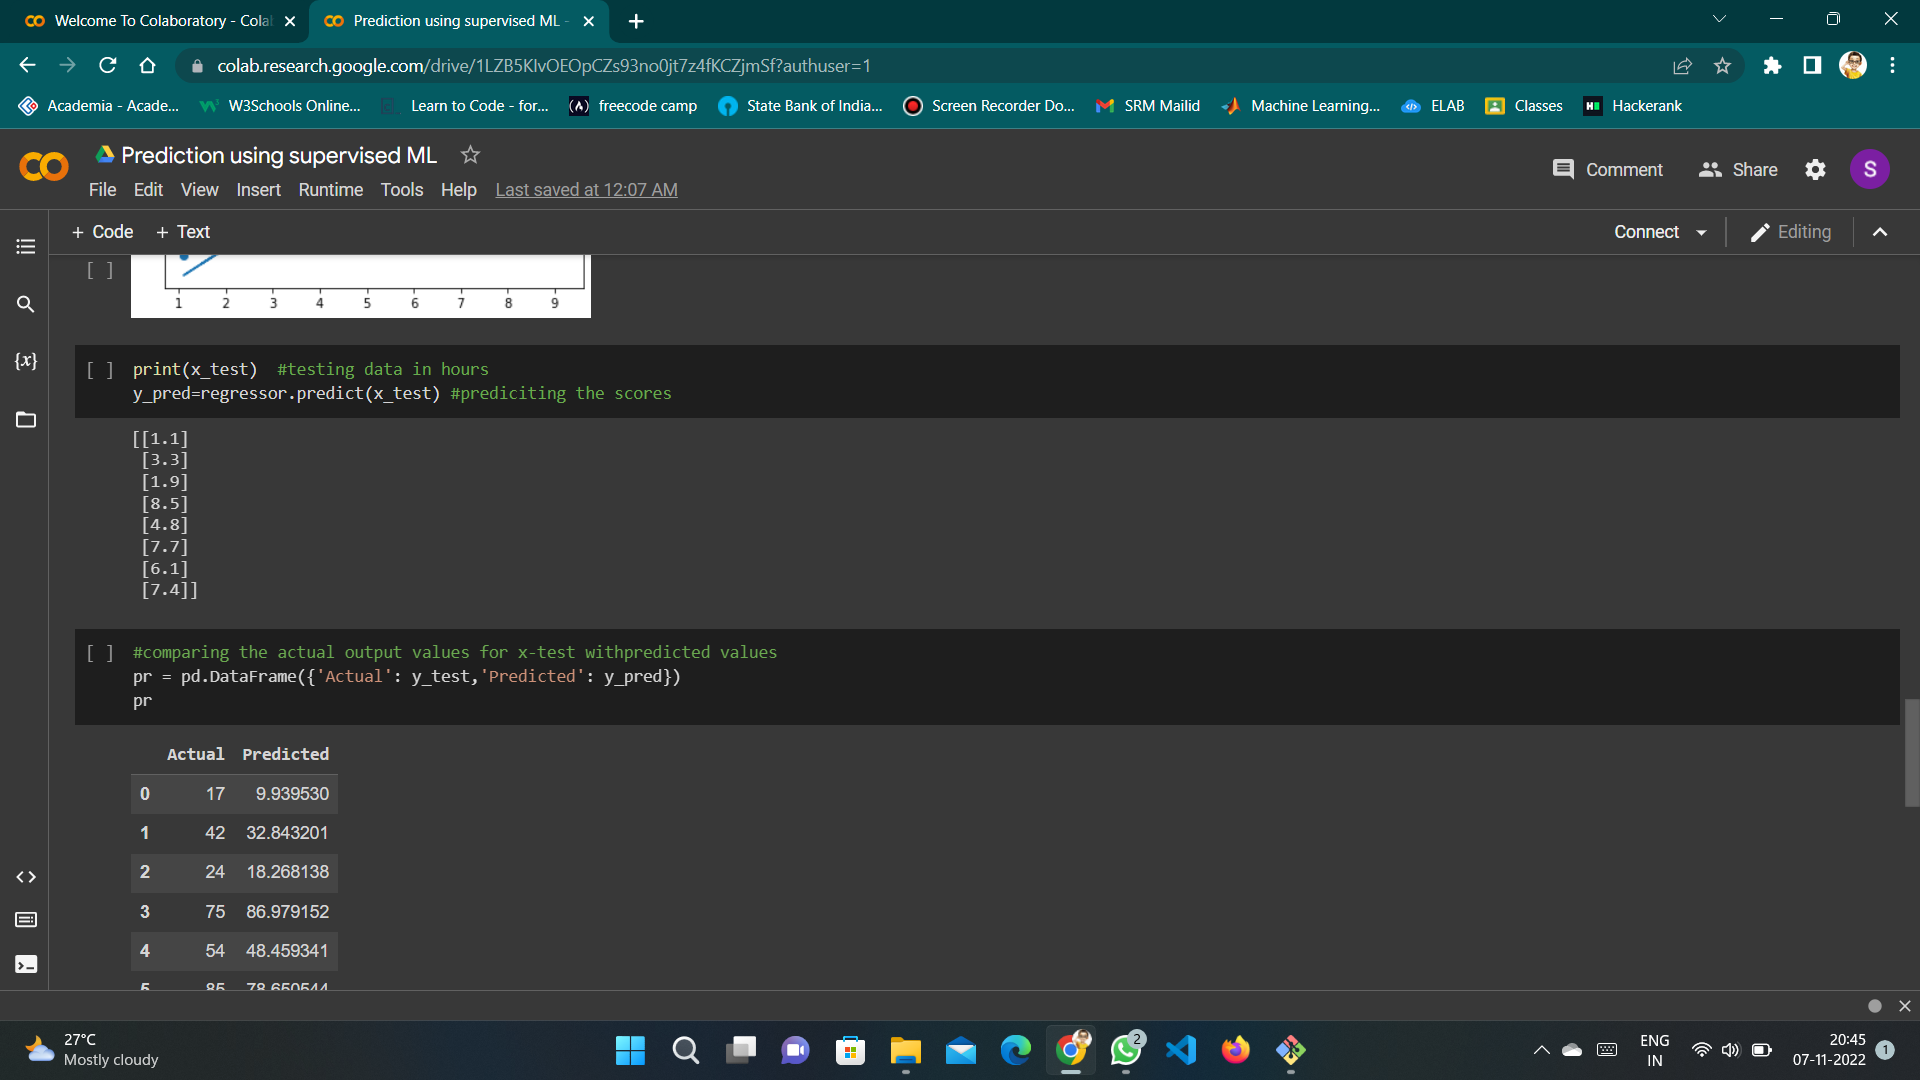 Welcome To Colaboratory - Cola
Prediction using supervised ML -
colab.research.google.com/drive/1LZB5KIvOEOpCZs93no0jt7z4fKCZjmSf?authuser=1
Academia - Acade...
W3Schools Online...
Learn to Code - for...
freecode camp
State Bank of India...
Screen Recorder Do...
SRM Mailid
Machine Learning...
ELAB
Classes
Hackerank
Prediction using supervised ML
Comment
Share
S
File Edit View Insert Runtime Tools Help Last saved at 12:07 AM
+ Code + Text
Connect
Editing
[ ]
1 2 3 4 5 6 7 8 9
{x}
[ ] print(x_test)  #testing data in hours
y_pred=regressor.predict(x_test) #prediciting the scores
[[1.1]
[3.3]
[1.9]
[8.5]
[4.8]
[7.7]
[6.1]
[7.4]]
[ ] #comparing the actual output values for x-test withpredicted values
pr = pd.DataFrame({'Actual': y_test,'Predicted': y_pred})
pr
Actual Predicted
0 17 9.939530
1 42 32.843201
2 24 18.268138
3 75 86.979152
4 54 48.459341
5 85 78.650544
27°C
Mostly cloudy
2
ENG
IN
20:45
07-11-2022
1